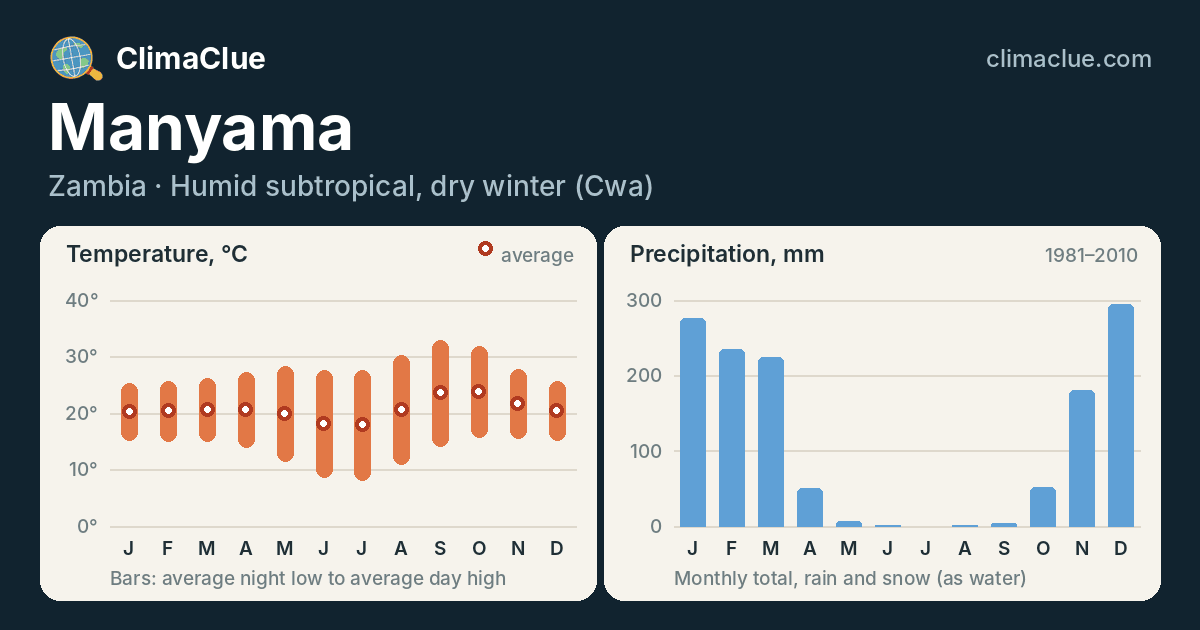 ClimaClue
climaclue.com
Manyama
Zambia · Humid subtropical, dry winter (Cwa)
Temperature, °C
average
40°
30°
20°
10°
0°
J F M A M J J A S O N D
Bars: average night low to average day high
Precipitation, mm
1981–2010
300
200
100
0
J F M A M J J A S O N D
Monthly total, rain and snow (as water)